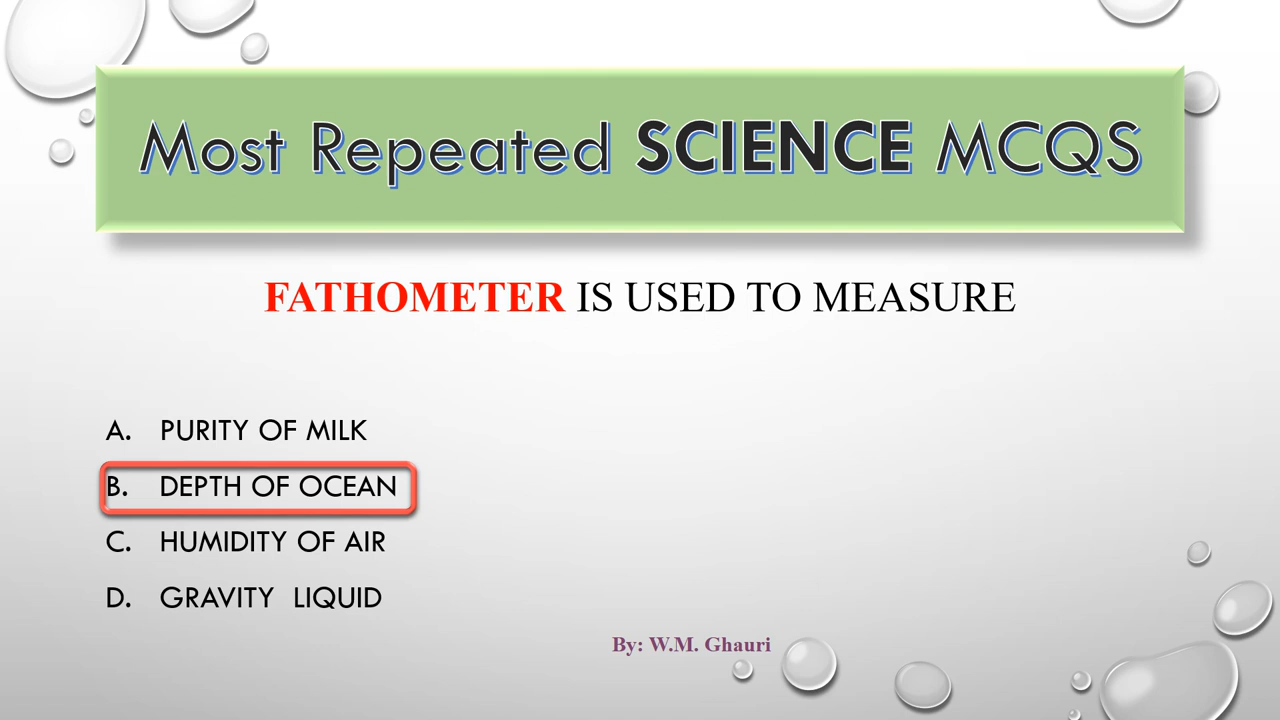 Most Repeated SCIENCE MCQS
FATHOMETER IS USED TO MEASURE
A. PURITY OF MILK
B. DEPTH OF OCEAN
C. HUMIDITY OF AIR
D. GRAVITY LIQUID
By: W.M. Ghauri